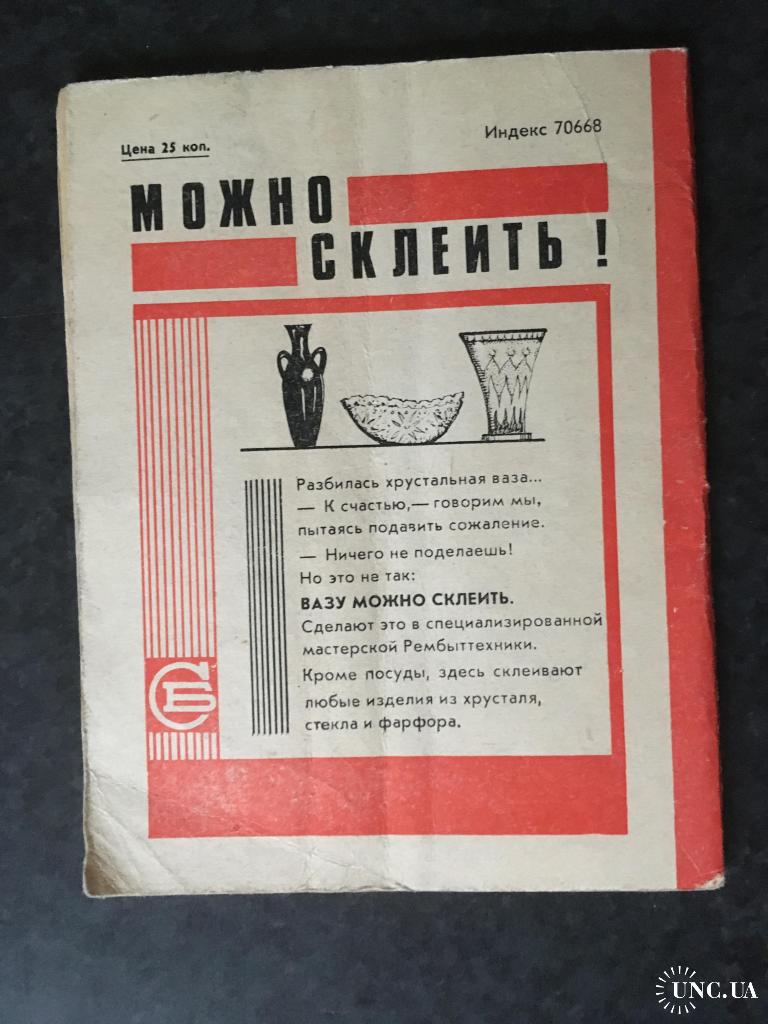 Цена 25 коп.
Индекс 70668
МОЖНО
СКЛЕИТЬ!
Разбилась хрустальная ваза...
— К счастью,— говорим мы,
пытаясь подавить сожаление.
— Ничего не поделаешь!
Но это не так:
ВАЗУ МОЖНО СКЛЕИТЬ.
Сделают это в специализированной
мастерской Рембыттехники.
Кроме посуды, здесь склеивают
любые изделия из хрусталя,
стекла и фарфора.
СБ
UNC.UA